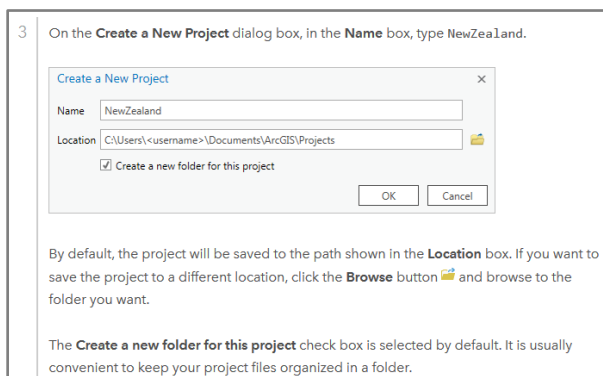 3
On the Create a New Project dialog box, in the Name box, type NewZealand.
Create a New Project
Name NewZealand
Location C:\Users\<username>\Documents\ArcGIS\Projects
Create a new folder for this project
OK Cancel
By default, the project will be saved to the path shown in the Location box. If you want to
save the project to a different location, click the Browse button and browse to the
folder you want.
The Create a new folder for this project check box is selected by default. It is usually
convenient to keep your project files organized in a folder.